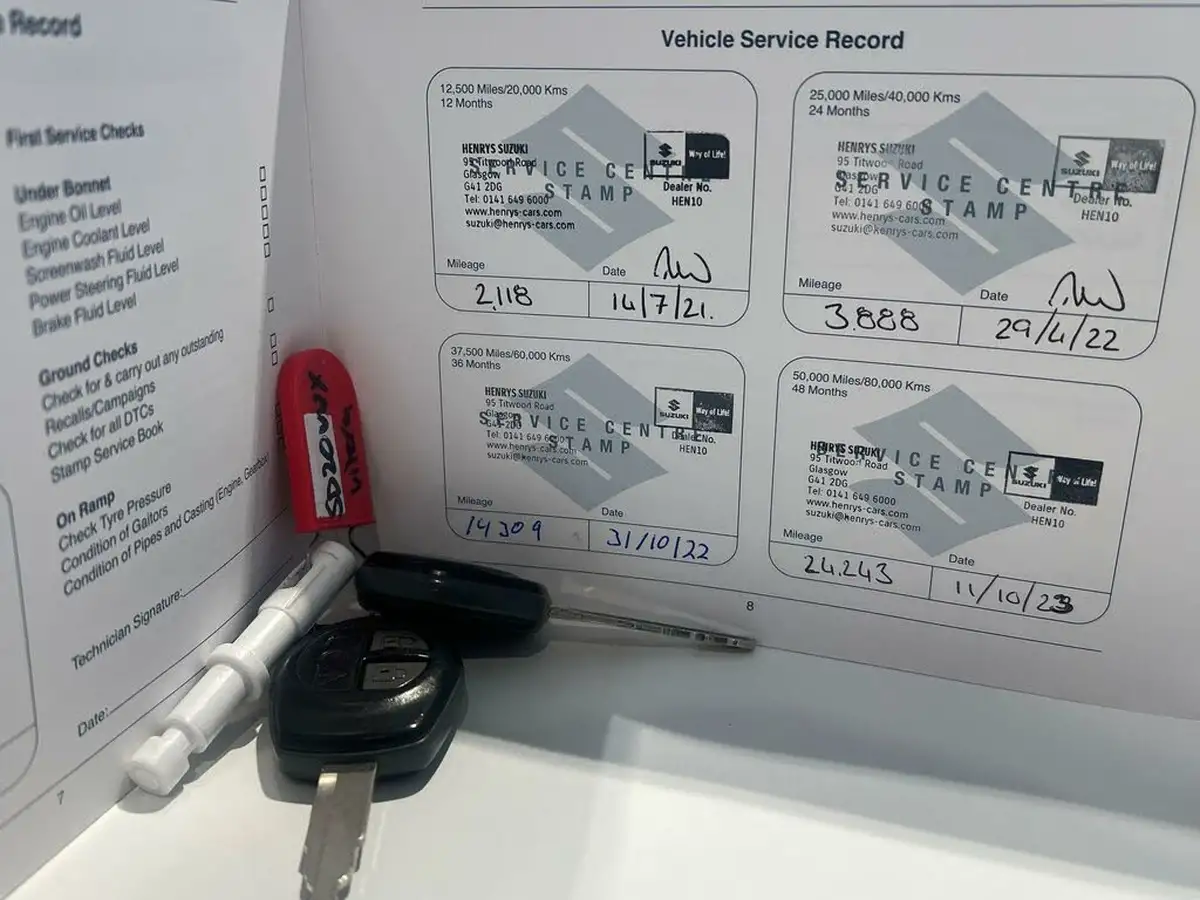 s Record
First Service Checks
Under Bonnet
Engine Oil Level
Engine Coolant Level
Screenwash Fluid Level
Power Steering Fluid Level
Brake Fluid Level
Ground Checks
Check for & carry out any outstanding
Recalls/Campaigns
Check for all DTCs
Stamp Service Book
On Ramp
Check Tyre Pressure
Condition of Gaitors
Condition of Pipes and Casting (Engine, Gearbox)
Technician Signature:
Date:
7
Vitara
Vehicle Service Record
12,500 Miles/20,000 Kms
12 Months
SERVICE CENTRE
STAMP
HENRYS SUZUKI
95 Titwood Road
Glasgow
G41 2DG
Tel: 0141 649 6000
www.henrys-cars.com
suzuki@henrys-cars.com
SUZUKI
Way of Life!
Dealer No.
HEN10
Mileage
2,118
Date
14/7/21.
25,000 Miles/40,000 Kms
24 Months
SERVICE CENTRE
STAMP
HENRYS SUZUKI
95 Titwood Road
Glasgow
G41 2DG
Tel: 0141 649 6000
www.henrys-cars.com
suzuki@henrys-cars.com
SUZUKI
Way of Life!
Dealer No.
HEN10
Mileage
3.888
Date
29/4/22
37,500 Miles/60,000 Kms
36 Months
SERVICE CENTRE
STAMP
HENRYS SUZUKI
95 Titwood Road
Glasgow
G41 2DG
Tel: 0141 649 6000
www.henrys-cars.com
suzuki@henrys-cars.com
SUZUKI
Way of Life!
Dealer No.
HEN10
Mileage
14309
Date
31/10/22
50,000 Miles/80,000 Kms
48 Months
SERVICE CENTRE
STAMP
HENRYS SUZUKI
95 Titwood Road
Glasgow
G41 2DG
Tel: 0141 649 6000
www.henrys-cars.com
suzuki@henrys-cars.com
SUZUKI
Way of Life!
Dealer No.
HEN10
Mileage
24.243
Date
11/10/23
8